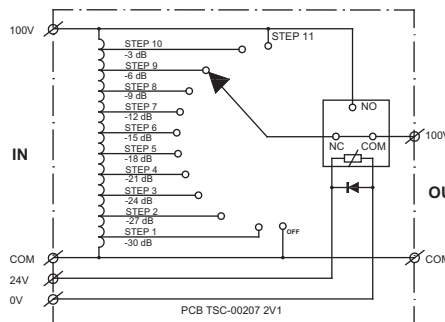 100V
STEP 10
-3 dB
STEP 11
STEP 9
-6 dB
STEP 8
-9 dB
STEP 7
-12 dB
NO
STEP 6
-15 dB
NC COM
100V
IN
STEP 5
-18 dB
STEP 4
-21 dB
STEP 3
-24 dB
STEP 2
-27 dB
STEP 1
-30 dB
OFF
OU
COM
COM
24V
0V
PCB TSC-00207 2V1